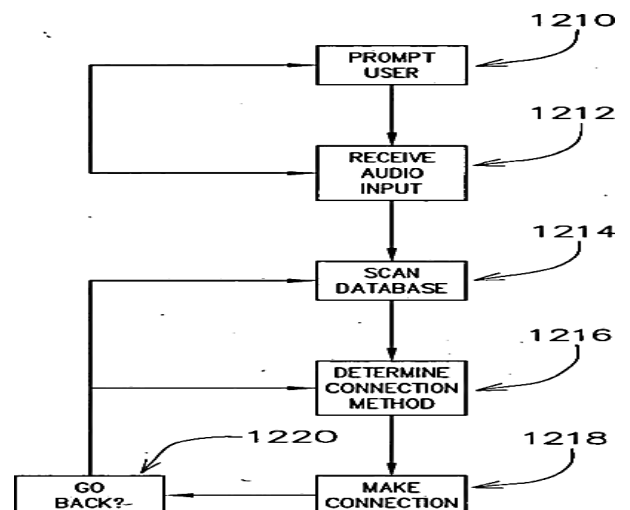 1210
PROMPT
USER
1212
RECEIVE
AUDIO
INPUT
1214
SCAN
DATABASE
1216
DETERMINE
CONNECTION
METHOD
1220
1218
GO
BACK?
MAKE
CONNECTION